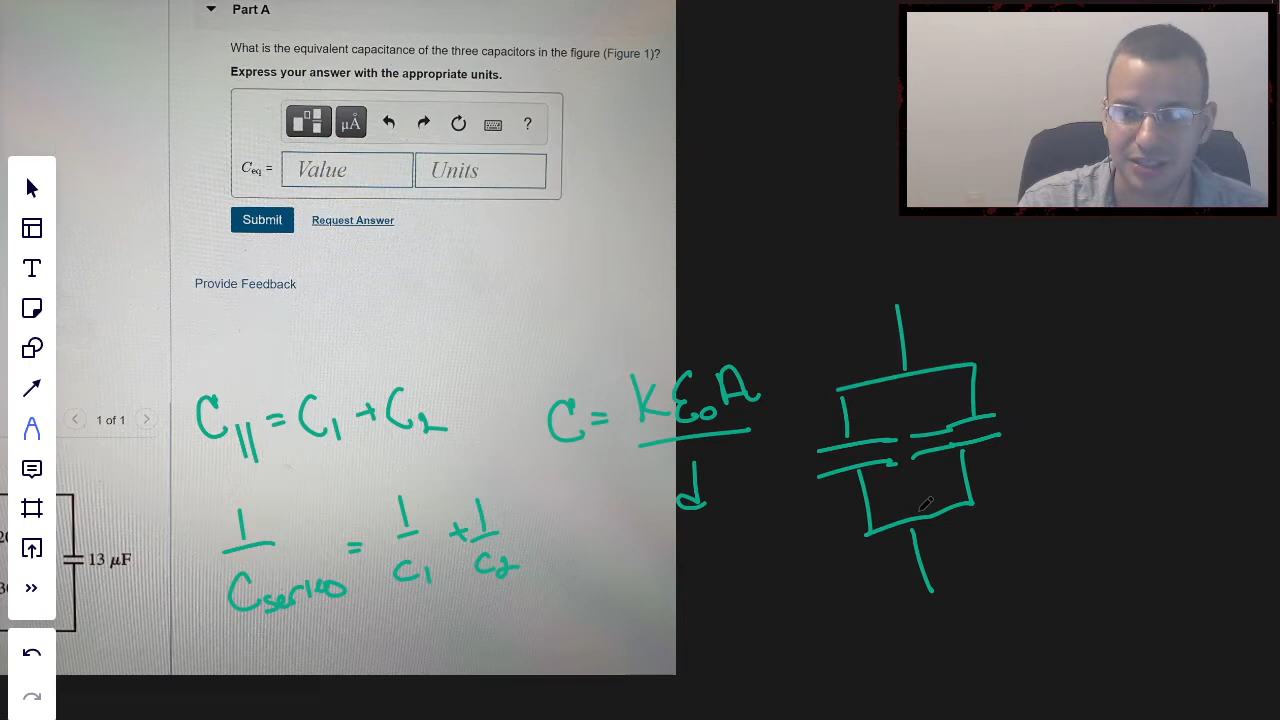 Part A
What is the equivalent capacitance of the three capacitors in the figure (Figure 1)?
Express your answer with the appropriate units.
μÅ
?
Ceq = Value Units
Submit Request Answer
Provide Feedback
1 of 1
13 μF
C|| = C1 + C2
C = kε0A / d
1/Cseries = 1/C1 + 1/C2
T